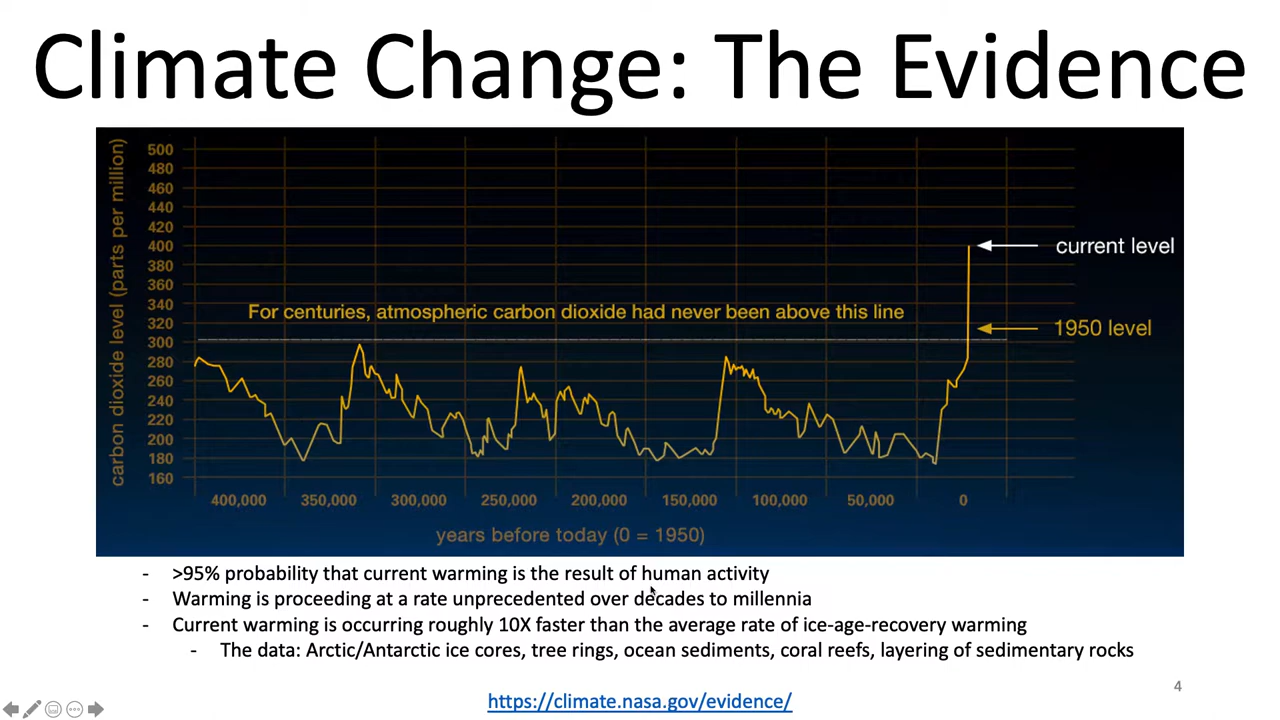 Climate Change: The Evidence
carbon dioxide level (parts per million)
500
480
460
440
420
400
380
360
340
320
300
280
260
240
220
200
180
160
current level
For centuries, atmospheric carbon dioxide had never been above this line
1950 level
400,000 350,000 300,000 250,000 200,000 150,000 100,000 50,000 0
years before today (0 = 1950)
- >95% probability that current warming is the result of human activity
- Warming is proceeding at a rate unprecedented over decades to millennia
- Current warming is occurring roughly 10X faster than the average rate of ice-age-recovery warming
- The data: Arctic/Antarctic ice cores, tree rings, ocean sediments, coral reefs, layering of sedimentary rocks
4
https://climate.nasa.gov/evidence/